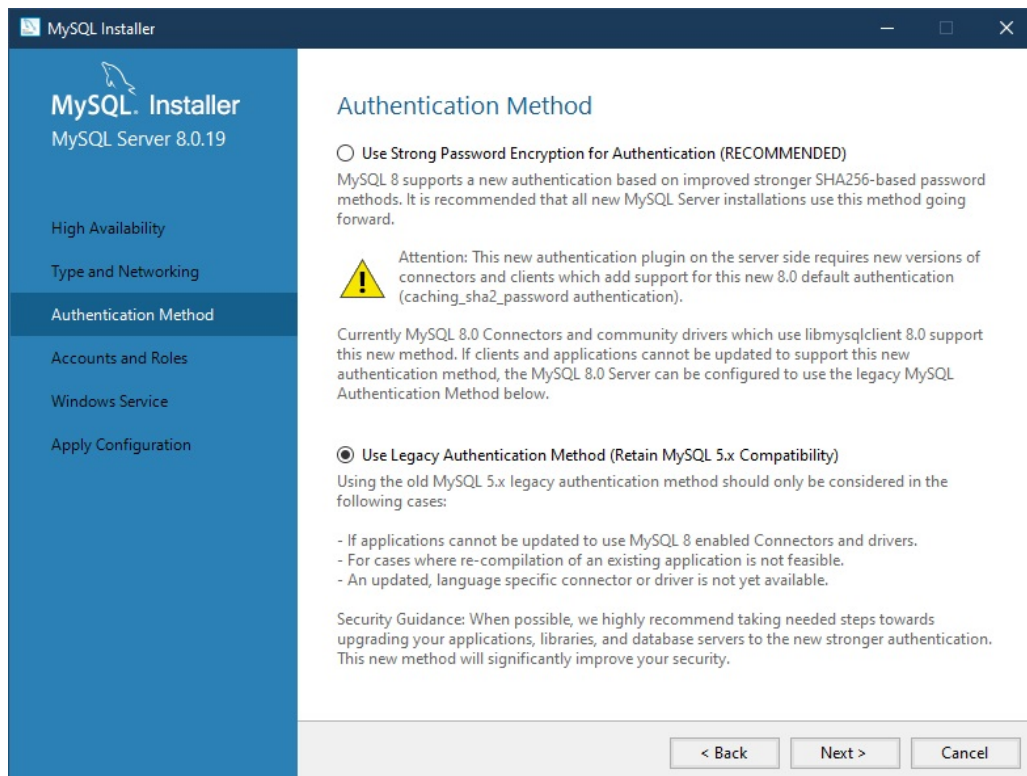 MySQL Installer
MySQL. Installer
MySQL Server 8.0.19
High Availability
Type and Networking
Authentication Method
Accounts and Roles
Windows Service
Apply Configuration
Authentication Method
Use Strong Password Encryption for Authentication (RECOMMENDED)
MySQL 8 supports a new authentication based on improved stronger SHA256-based password
methods. It is recommended that all new MySQL Server installations use this method going
forward.
Attention: This new authentication plugin on the server side requires new versions of
connectors and clients which add support for this new 8.0 default authentication
(caching_sha2_password authentication).
Currently MySQL 8.0 Connectors and community drivers which use libmysqlclient 8.0 support
this new method. If clients and applications cannot be updated to support this new
authentication method, the MySQL 8.0 Server can be configured to use the legacy MySQL
Authentication Method below.
Use Legacy Authentication Method (Retain MySQL 5.x Compatibility)
Using the old MySQL 5.x legacy authentication method should only be considered in the
following cases:
- If applications cannot be updated to use MySQL 8 enabled Connectors and drivers.
- For cases where re-compilation of an existing application is not feasible.
- An updated, language specific connector or driver is not yet available.
Security Guidance: When possible, we highly recommend taking needed steps towards
upgrading your applications, libraries, and database servers to the new stronger authentication.
This new method will significantly improve your security.
< Back
Next >
Cancel